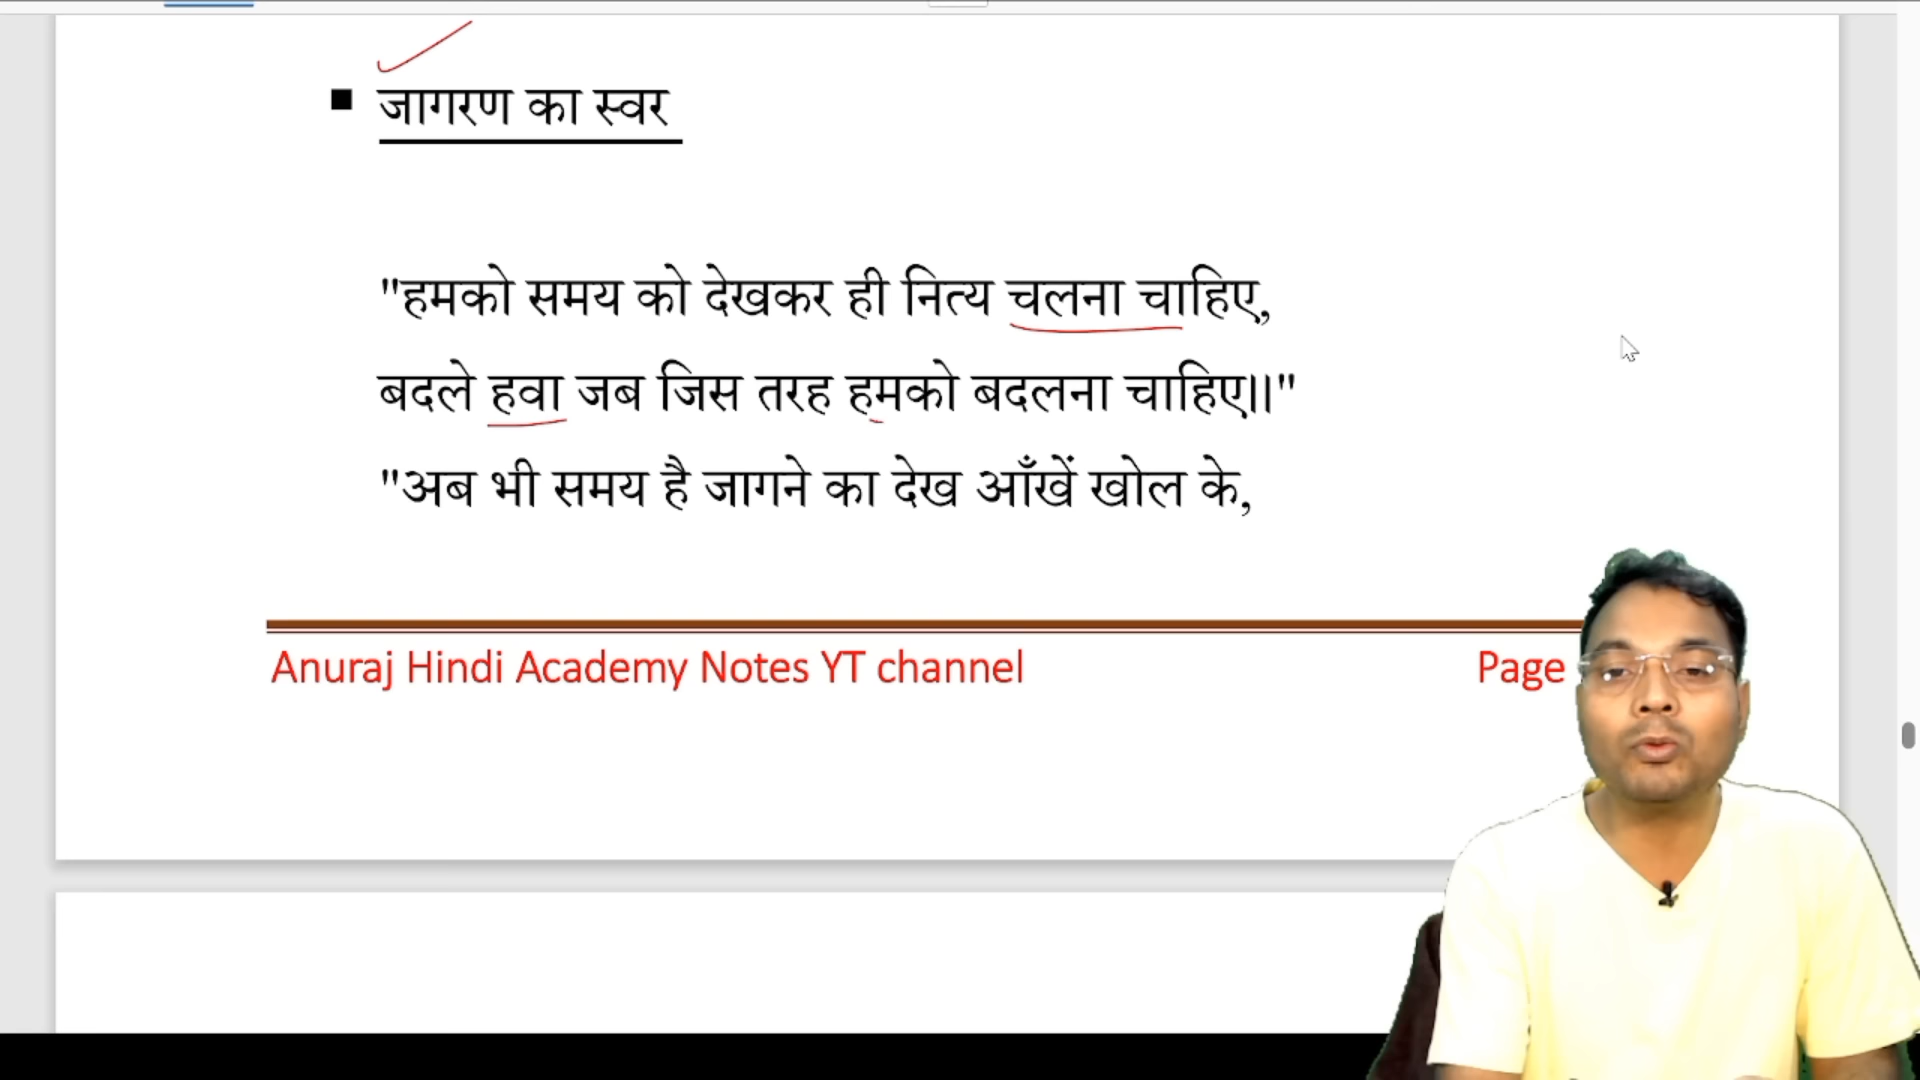 ▪ जागरण का स्वर
"हमको समय को देखकर ही नित्य चलना चाहिए,
बदले हवा जब जिस तरह हमको बदलना चाहिए।।"
"अब भी समय है जागने का देख आँखें खोल के,
Anuraj Hindi Academy Notes YT channel Page